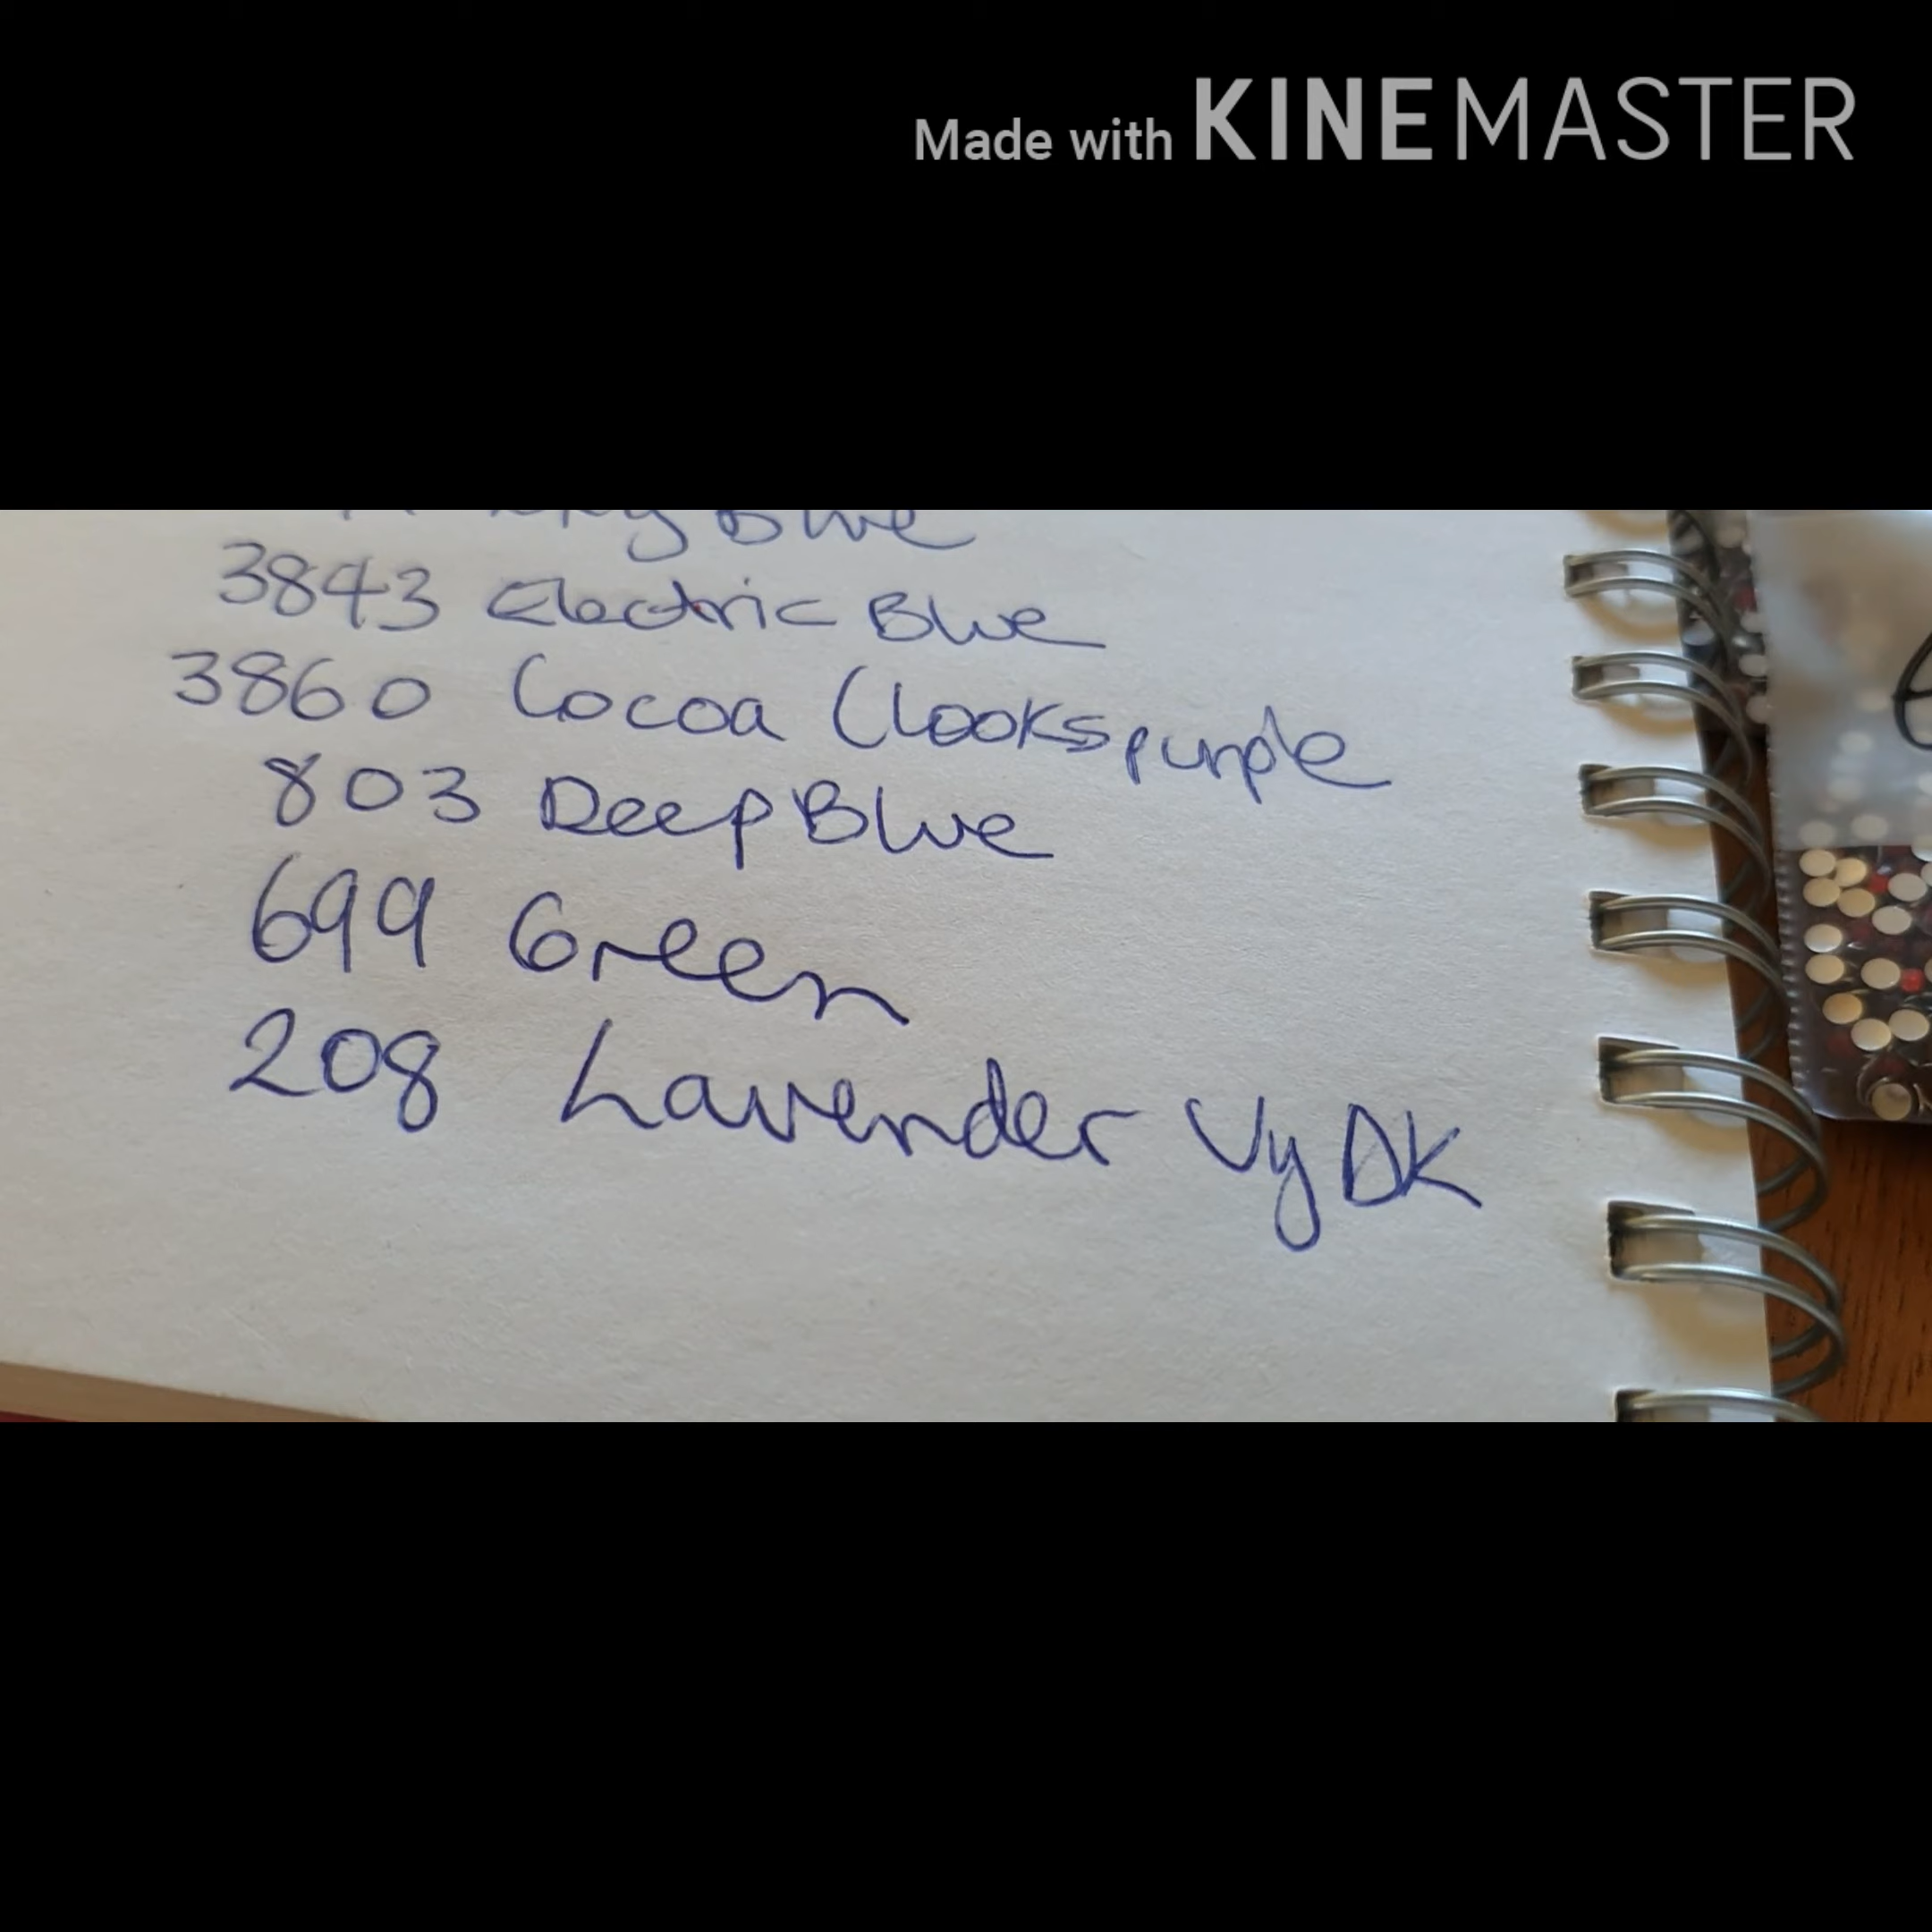 Made with KINEMASTER
Blue
3843 Electric Blue
3860 Cocoa (looks purple
803 Deep Blue
699 Green
208 Lavender Vy DK